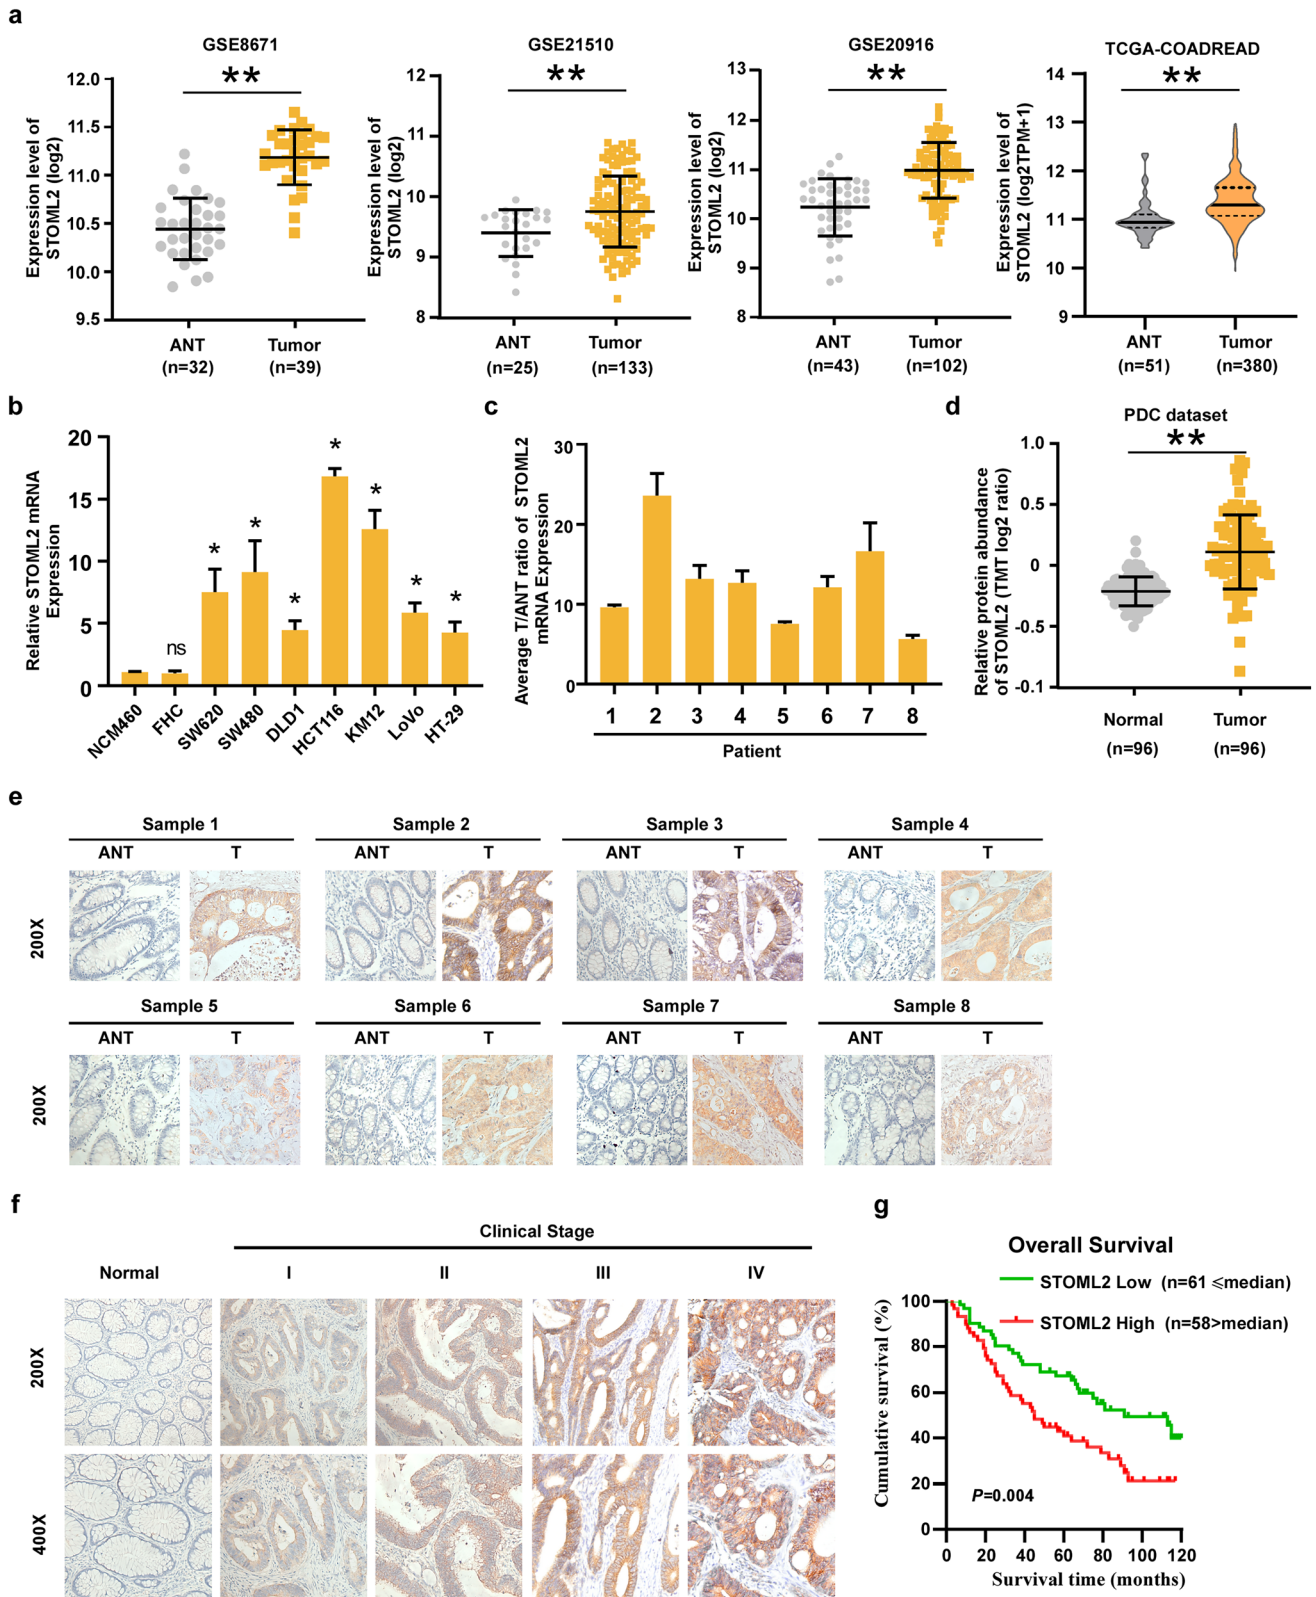 a
GSE8671
**
Expression level of
STOML2 (log2)
12.0
11.5
11.0
10.5
10.0
9.5
ANT
(n=32)
Tumor
(n=39)
GSE21510
**
Expression level of
STOML2 (log2)
12
11
10
9
8
ANT
(n=25)
Tumor
(n=133)
GSE20916
**
Expression level of
STOML2 (log2)
13
12
11
10
9
8
ANT
(n=43)
Tumor
(n=102)
TCGA-COADREAD
**
Expression level of
STOML2 (log2TPM+1)
14
13
12
11
10
9
ANT
(n=51)
Tumor
(n=380)
b
Relative STOML2 mRNA
Expression
20
15
10
5
0
ns
*
*
*
*
*
*
*
NCM460
FHC
SW620
SW480
DLD1
HCT116
KM12
LoVo
HT-29
c
Average T/ANT ratio of STOML2
mRNA Expression
30
20
10
0
1 2 3 4 5 6 7 8
Patient
d
PDC dataset
**
Relative protein abundance
of STOML2 (TMT log2 ratio)
1.0
0.5
0
-0.5
-0.1
Normal
(n=96)
Tumor
(n=96)
e
Sample 1
Sample 2
Sample 3
Sample 4
ANT T ANT T ANT T ANT T
200X
Sample 5
Sample 6
Sample 7
Sample 8
ANT T ANT T ANT T ANT T
200X
f
Clinical Stage
Normal I II III IV
200X
400X
g
Overall Survival
STOML2 Low (n=61 ⩽median)
STOML2 High (n=58>median)
Cumulative survival (%)
100
80
60
40
20
0
P=0.004
0 20 40 60 80 100 120
Survival time (months)